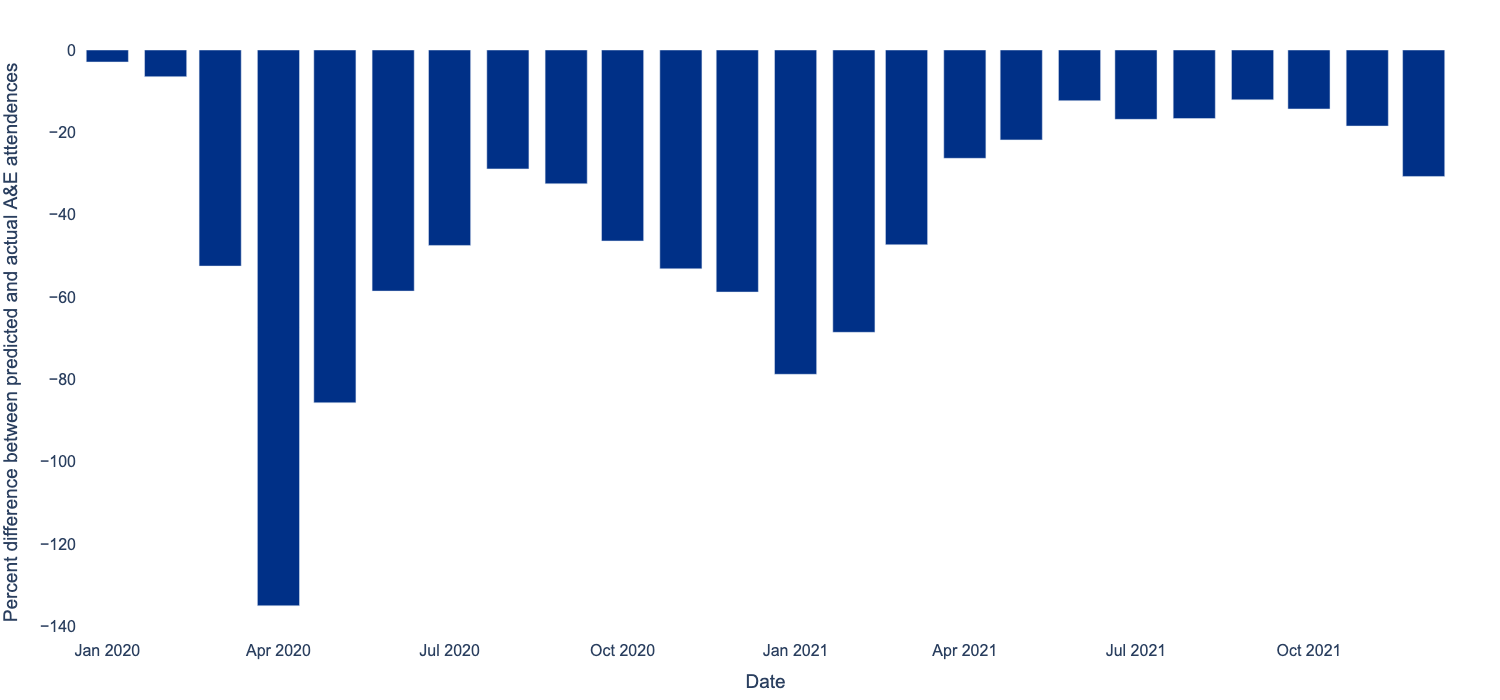 Percent difference between predicted and actual A&E attendences
0
−20
−40
−60
−80
−100
−120
−140
Jan 2020
Apr 2020
Jul 2020
Oct 2020
Jan 2021
Apr 2021
Jul 2021
Oct 2021
Date